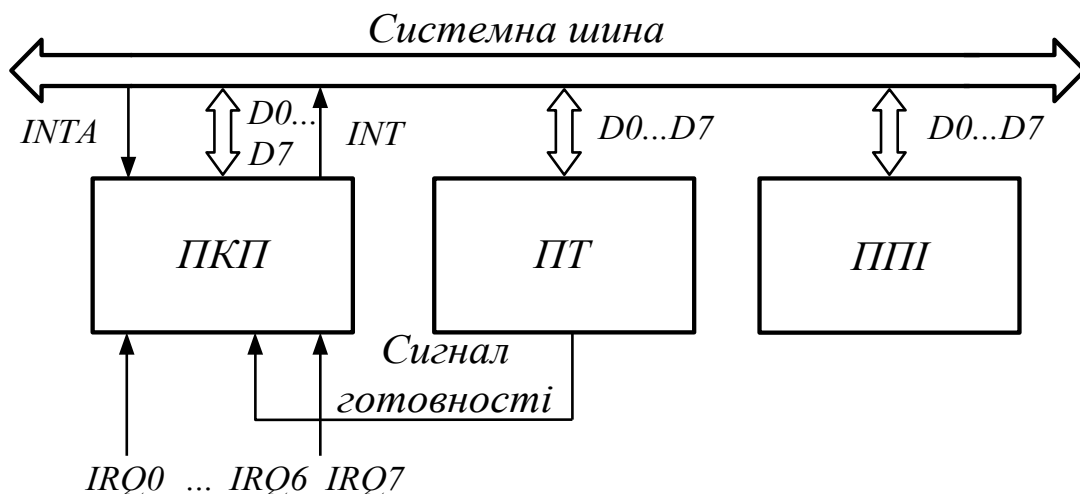 Системна шина
INTA
D0...
D7
INT
D0...D7
D0...D7
ПКП
ПТ
ППІ
Сигнал
готовності
IRQ0 ... IRQ6 IRQ7